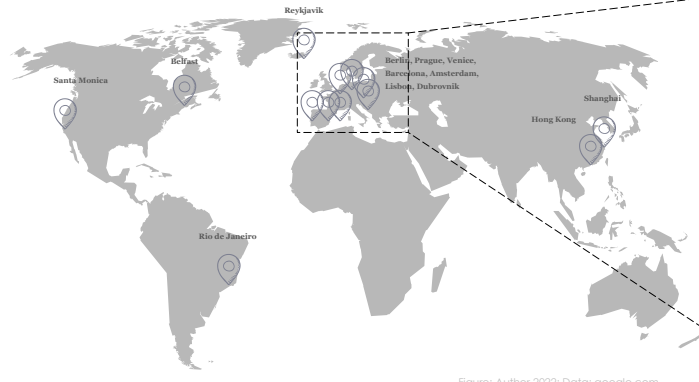 Reykjavik
Belfast
Santa Monica
Berlin, Prague, Venice,
Barcelona, Amsterdam,
Lisbon, Dubrovnik
Shanghai
Hong Kong
Rio de Janeiro
Figure: Author 2022; Data: google.com